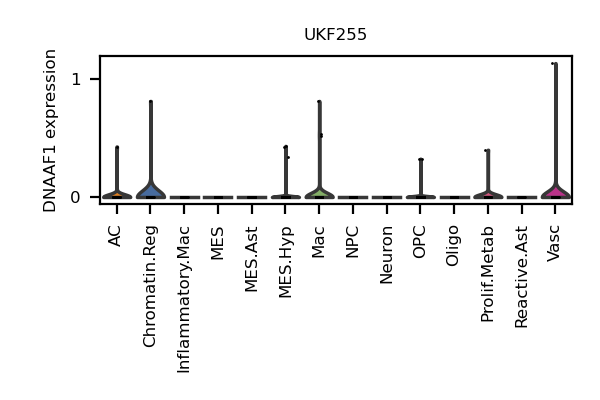 UKF255
DNAAF1 expression
1
0
AC
Chromatin.Reg
Inflammatory.Mac
MES
MES.Ast
MES.Hyp
Mac
NPC
Neuron
OPC
Oligo
Prolif.Metab
Reactive.Ast
Vasc